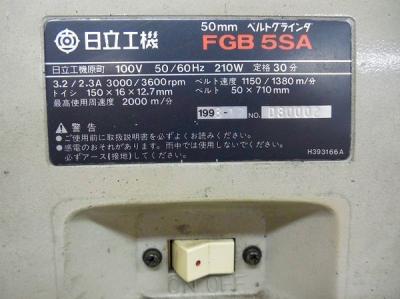 50mm ベルトグラインダ
日立工機 FGB 5SA
日立工機原町 100V 50/60Hz 210W 定格 30分
3.2/2.3A 3000/3600rpm ベルト速度 1150/1380m/分
トイシ 150×16×12.7mm ベルト 50×710mm
最高使用周速度 2000m/分
199 NO.
警告
●ご使用前に取扱説明書を必ずよくお読みください。
●感電のおそれがあります。雨中では使用しないでください。
必ずアース(接地)してください。
H393166A
ON OFF